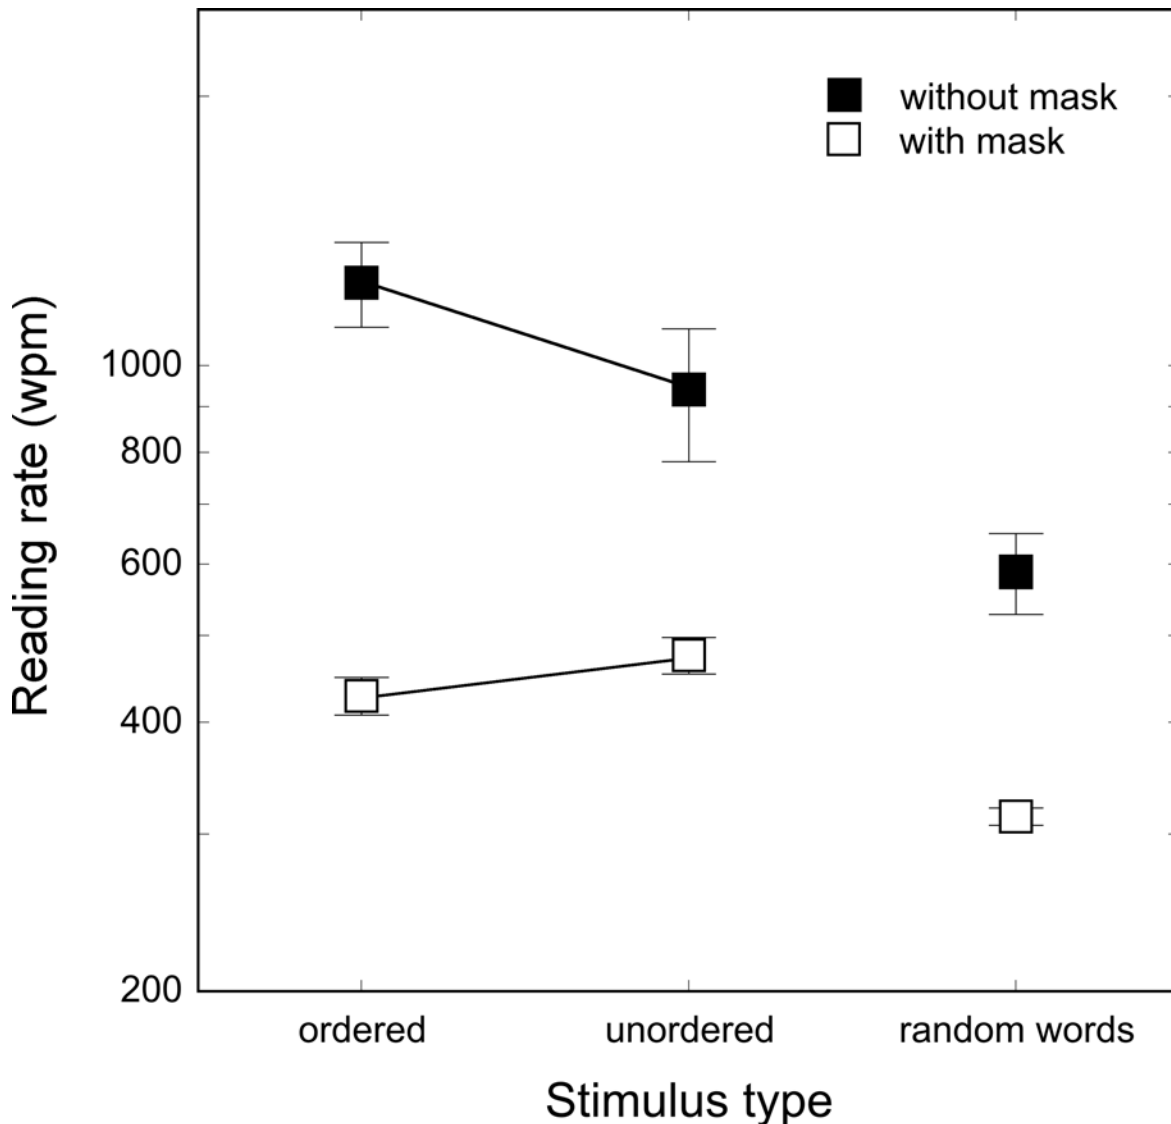 without mask
with mask
Reading rate (wpm)
1000
800
600
400
200
ordered unordered random words
Stimulus type